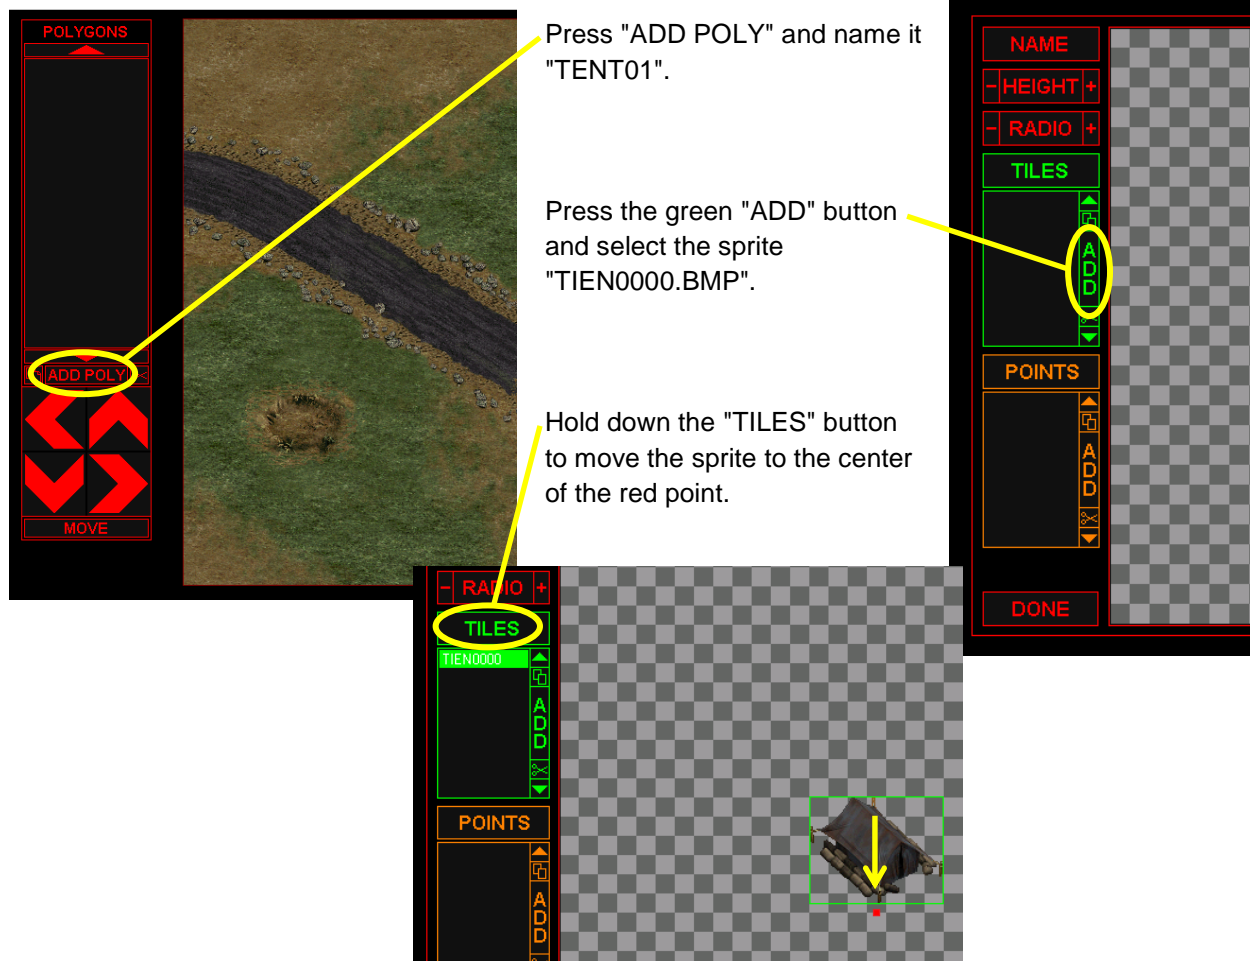 POLYGONS
ADD POLY
MOVE
Press "ADD POLY" and name it
"TENT01".
Press the green "ADD" button
and select the sprite
"TIEN0000.BMP".
Hold down the "TILES" button
to move the sprite to the center
of the red point.
NAME
- HEIGHT +
- RADIO +
TILES
ADD
POINTS
ADD
DONE
- RADIO +
TILES
TIEN0000
ADD
POINTS
ADD